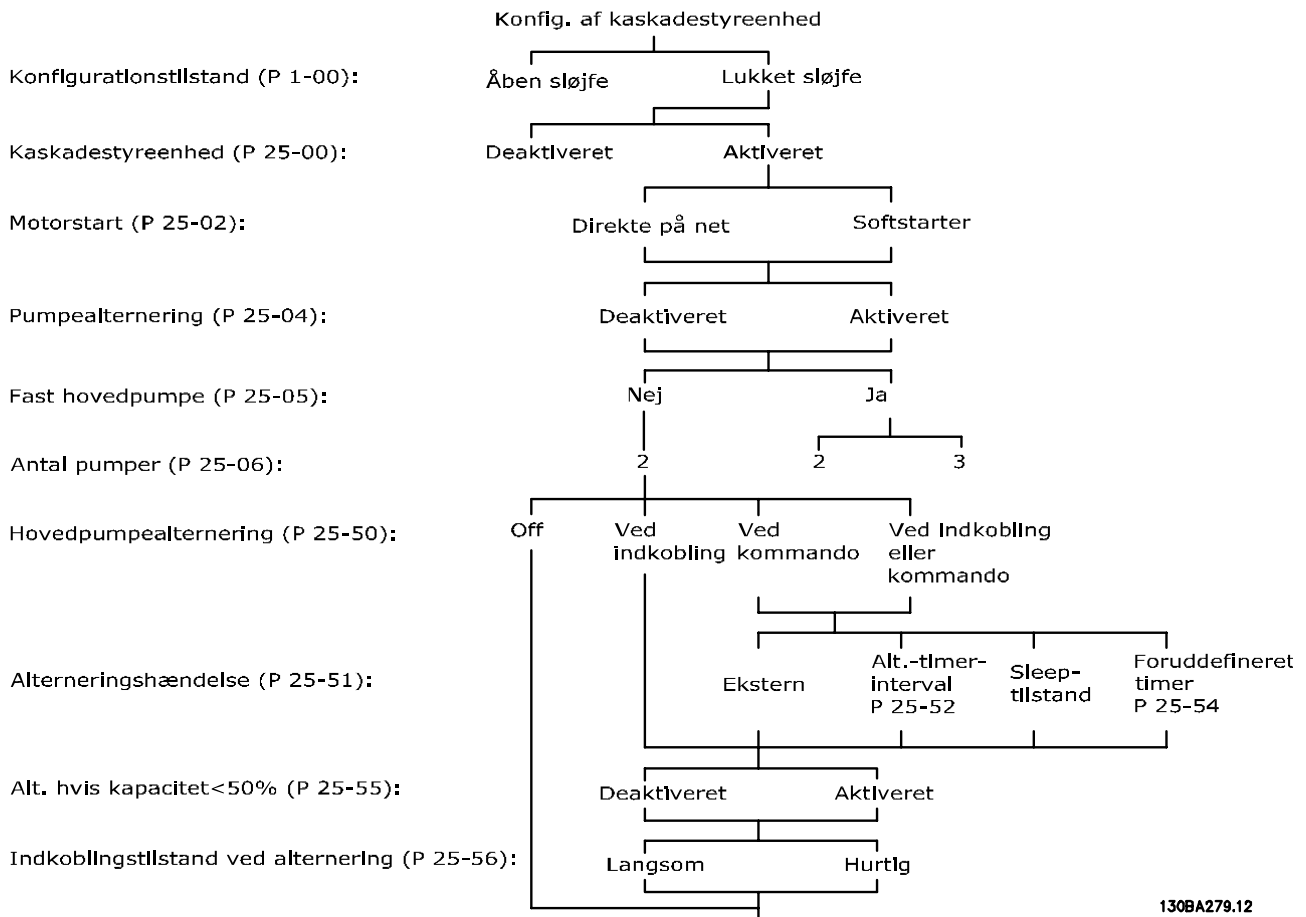 Konfig. af kaskadestyreenhed
Konfigurationstilstand (P 1-00):
Åben sløjfe
Lukket sløjfe
Kaskadestyreenhed (P 25-00):
Deaktiveret
Aktiveret
Motorstart (P 25-02):
Direkte på net
Softstarter
Pumpealternering (P 25-04):
Deaktiveret
Aktiveret
Fast hovedpumpe (P 25-05):
Nej
Ja
Antal pumper (P 25-06):
2
2
3
Hovedpumpealternering (P 25-50):
Off
Ved
indkobling
Ved
kommando
Ved indkobling
eller
kommando
Alterneringshændelse (P 25-51):
Ekstern
Alt.-timer-
interval
P 25-52
Sleep-
tilstand
Foruddefineret
timer
P 25-54
Alt. hvis kapacitet<50% (P 25-55):
Deaktiveret
Aktiveret
Indkoblingstilstand ved alternering (P 25-56):
Langsom
Hurtig
130BA279.12